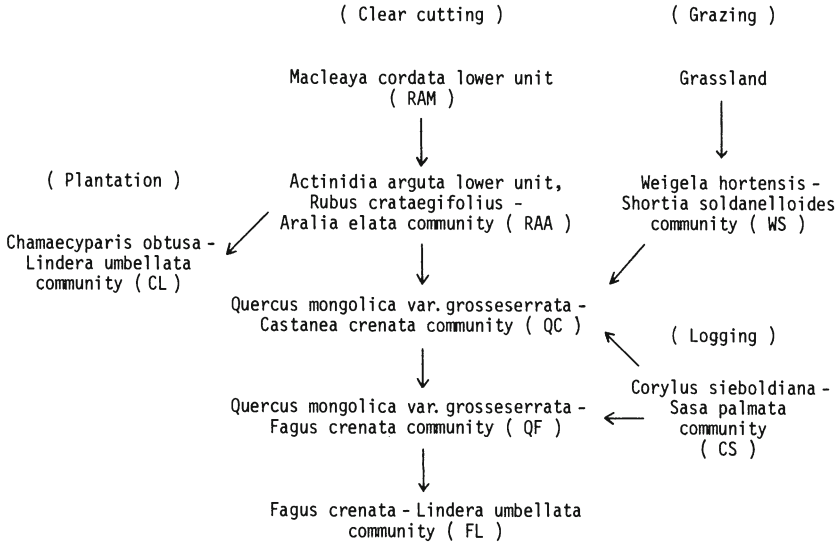 ( Clear cutting )
( Grazing )
Macleaya cordata lower unit
( RAM )
Grassland
( Plantation )
Actinidia arguta lower unit,
Rubus crataegifolius -
Aralia elata community ( RAA )
Weigela hortensis -
Shortia soldanelloides
community ( WS )
Chamaecyparis obtusa -
Lindera umbellata
community ( CL )
Quercus mongolica var. grosseserrata -
Castanea crenata community ( QC )
( Logging )
Quercus mongolica var. grosseserrata -
Fagus crenata community ( QF )
Corylus sieboldiana -
Sasa palmata
community
( CS )
Fagus crenata - Lindera umbellata
community ( FL )